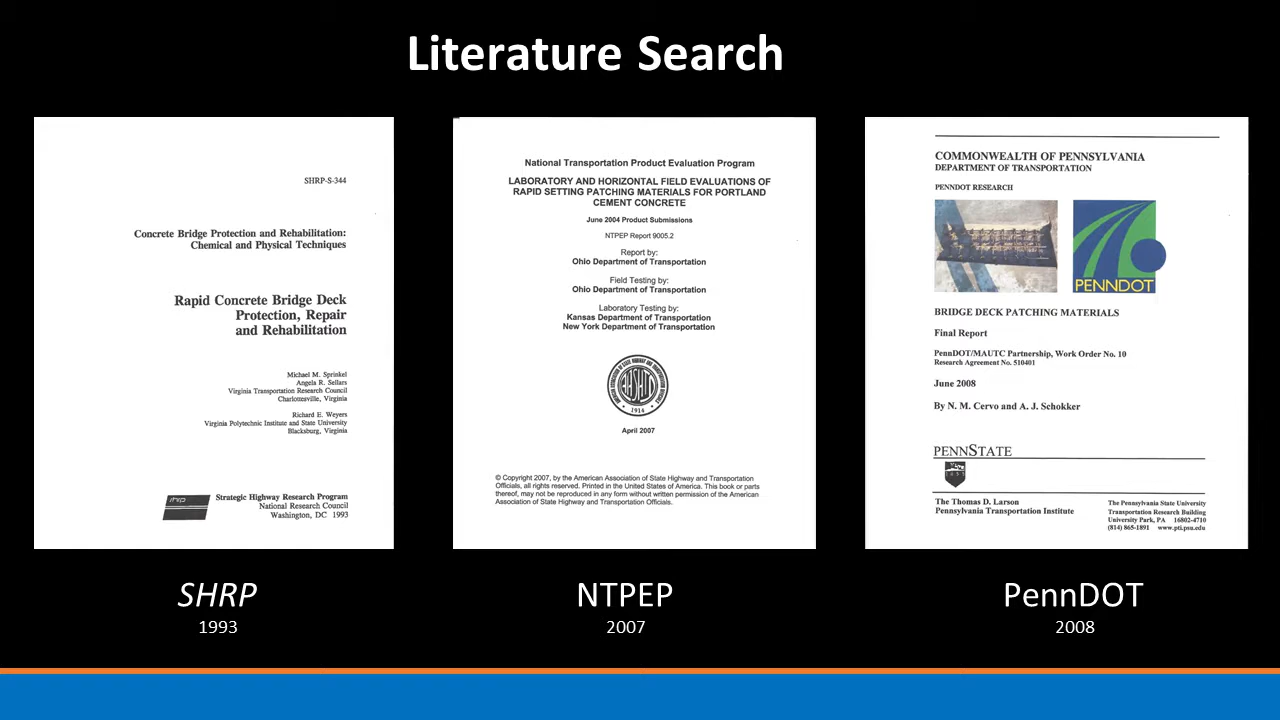 Literature Search
SHRP-S-344
Concrete Bridge Protection and Rehabilitation:
Chemical and Physical Techniques
Rapid Concrete Bridge Deck
Protection, Repair
and Rehabilitation
Michael M. Sprinkel
Angela R. Sellars
Virginia Transportation Research Council
Charlottesville, Virginia
Richard E. Weyers
Virginia Polytechnic Institute and State University
Blacksburg, Virginia
Strategic Highway Research Program
National Research Council
Washington, DC 1993
SHRP
1993
National Transportation Product Evaluation Program
LABORATORY AND HORIZONTAL FIELD EVALUATIONS OF
RAPID SETTING PATCHING MATERIALS FOR PORTLAND
CEMENT CONCRETE
June 2004 Product Submissions
NTPEP Report 9005.2
Report by:
Ohio Department of Transportation
Field Testing by:
Ohio Department of Transportation
Laboratory Testing by:
Kansas Department of Transportation
New York Department of Transportation
1914
April 2007
© Copyright 2007, by the American Association of State Highway and Transportation
Officials, all rights reserved. Printed in the United States of America. This book or parts
thereof, may not be reproduced in any form without written permission of the American
Association of State Highway and Transportation Officials.
NTPEP
2007
COMMONWEALTH OF PENNSYLVANIA
DEPARTMENT OF TRANSPORTATION
PENNDOT RESEARCH
PENNDOT
BRIDGE DECK PATCHING MATERIALS
Final Report
PennDOT/MAUTC Partnership, Work Order No. 10
Research Agreement No. 510401
June 2008
By N. M. Cervo and A. J. Schokker
PENNSTATE
1855
The Thomas D. Larson
Pennsylvania Transportation Institute
The Pennsylvania State University
Transportation Research Building
University Park, PA 16802-4710
(814) 865-1891 www.pti.psu.edu
PennDOT
2008